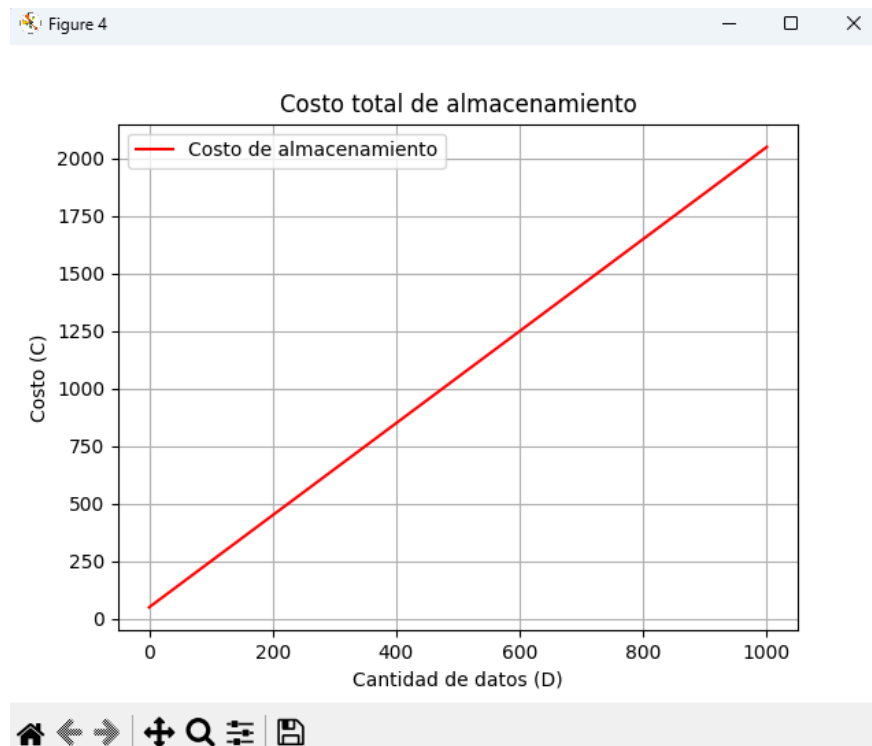 Figure 4
Costo total de almacenamiento
Costo de almacenamiento
2000
1750
1500
1250
1000
750
500
250
0
Costo (C)
0 200 400 600 800 1000
Cantidad de datos (D)